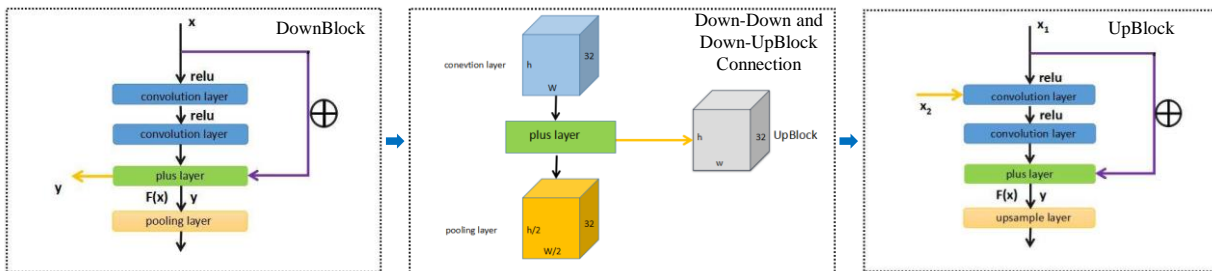 x
DownBlock
relu
convolution layer
relu
convolution layer
plus layer
y
F(x) y
pooling layer
Down-Down and
Down-UpBlock
Connection
convetion layer
h
32
W
plus layer
h
32
w
UpBlock
pooling layer
h/2
32
W/2
x1
UpBlock
relu
convolution layer
x2
relu
convolution layer
plus layer
F(x) y
upsample layer